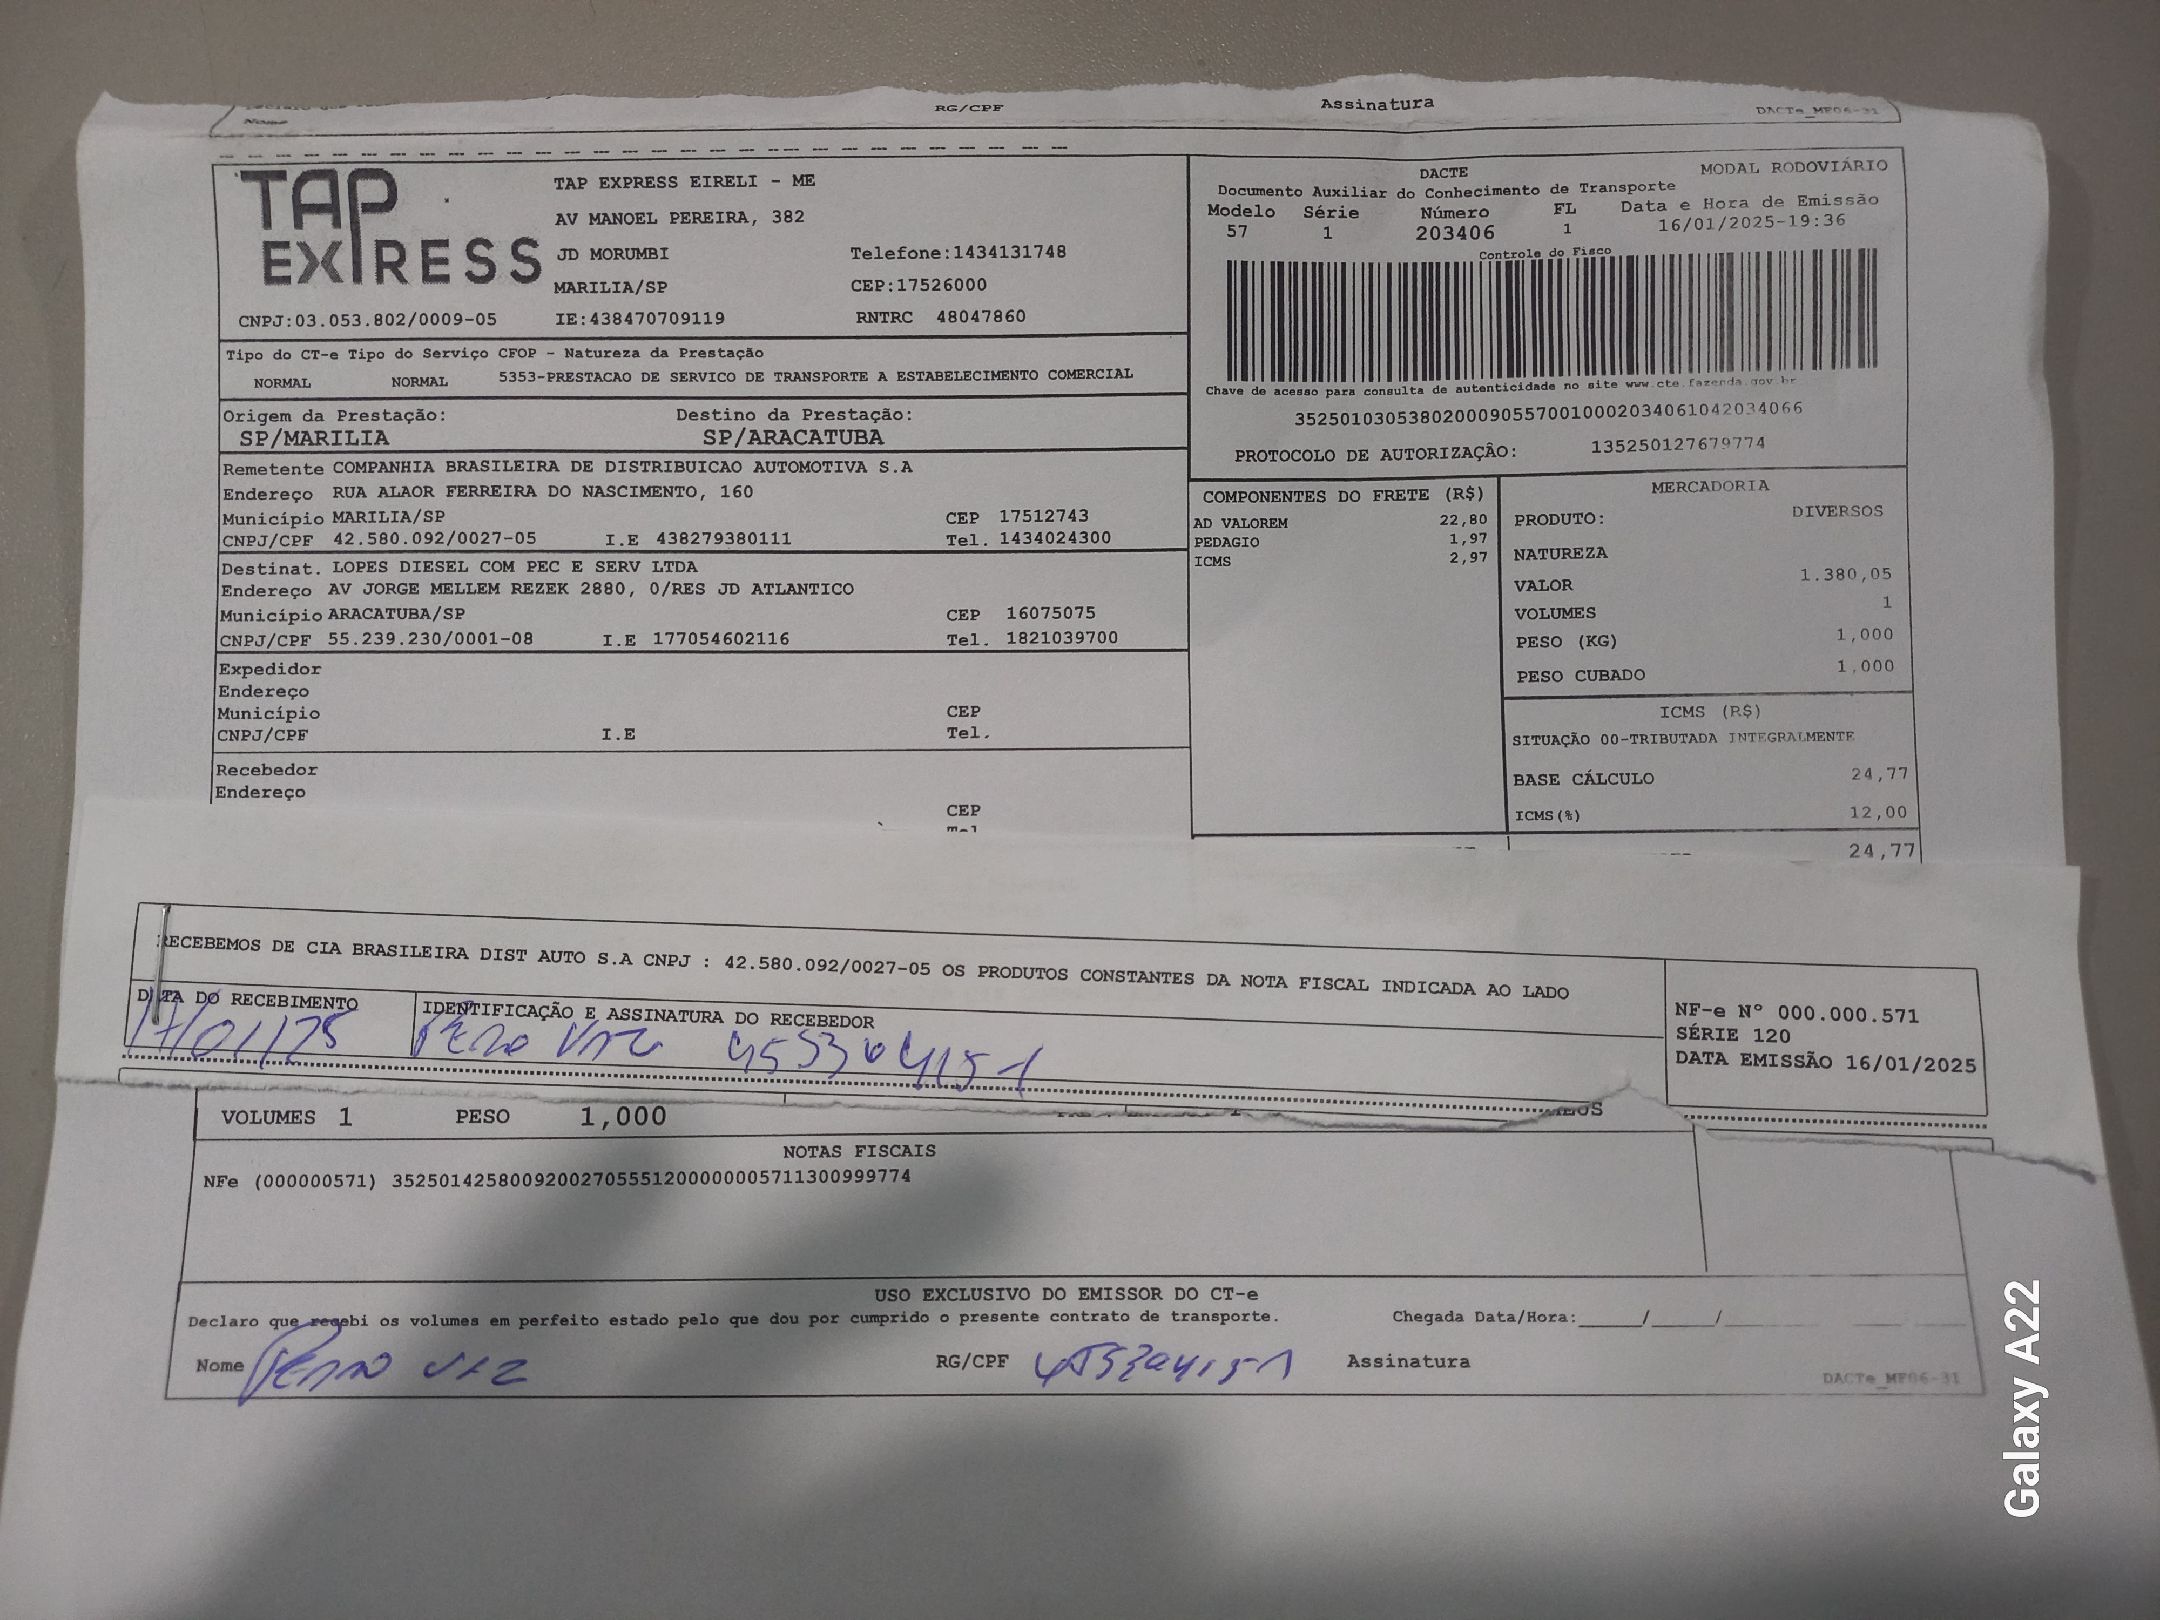 RG/CPF Assinatura DACTe_MF06-31
Nome
TAP EXPRESS
TAP EXPRESS EIRELI - ME
AV MANOEL PEREIRA, 382
JD MORUMBI Telefone:1434131748
MARILIA/SP CEP:17526000
CNPJ:03.053.802/0009-05 IE:438470709119 RNTRC 48047860
DACTE MODAL RODOVIÁRIO
Documento Auxiliar do Conhecimento de Transporte
Modelo Série Número FL Data e Hora de Emissão
57 1 203406 1 16/01/2025-19:36
Controle do Fisco
Chave de acesso para consulta de autenticidade no site www.cte.fazenda.gov.br
35250103053802000905570010002034061042034066
PROTOCOLO DE AUTORIZAÇÃO: 135250127679774
Tipo do CT-e Tipo do Serviço CFOP - Natureza da Prestação
NORMAL NORMAL 5353-PRESTACAO DE SERVICO DE TRANSPORTE A ESTABELECIMENTO COMERCIAL
Origem da Prestação: Destino da Prestação:
SP/MARILIA SP/ARACATUBA
Remetente COMPANHIA BRASILEIRA DE DISTRIBUICAO AUTOMOTIVA S.A
Endereço RUA ALAOR FERREIRA DO NASCIMENTO, 160
Município MARILIA/SP CEP 17512743
CNPJ/CPF 42.580.092/0027-05 I.E 438279380111 Tel. 1434024300
Destinat. LOPES DIESEL COM PEC E SERV LTDA
Endereço AV JORGE MELLEM REZEK 2880, 0/RES JD ATLANTICO
Município ARACATUBA/SP CEP 16075075
CNPJ/CPF 55.239.230/0001-08 I.E 177054602116 Tel. 1821039700
Expedidor
Endereço
Município CEP
CNPJ/CPF I.E Tel.
Recebedor
Endereço
CEP
COMPONENTES DO FRETE (R$)
AD VALOREM 22,80
PEDAGIO 1,97
ICMS 2,97
MERCADORIA
PRODUTO: DIVERSOS
NATUREZA
VALOR 1.380,05
VOLUMES 1
PESO (KG) 1,000
PESO CUBADO 1,000
ICMS (R$)
SITUAÇÃO 00-TRIBUTADA INTEGRALMENTE
BASE CÁLCULO 24,77
ICMS(%) 12,00
24,77
RECEBEMOS DE CIA BRASILEIRA DIST AUTO S.A CNPJ : 42.580.092/0027-05 OS PRODUTOS CONSTANTES DA NOTA FISCAL INDICADA AO LADO
DATA DO RECEBIMENTO IDENTIFICAÇÃO E ASSINATURA DO RECEBEDOR
17/01/25 Pedro Vaz
NF-e Nº 000.000.571
SÉRIE 120
DATA EMISSÃO 16/01/2025
VOLUMES 1 PESO 1,000
NOTAS FISCAIS
NFe (000000571) 35250142580092002705551200000005711300999774
USO EXCLUSIVO DO EMISSOR DO CT-e
Declaro que recebi os volumes em perfeito estado pelo que dou por cumprido o presente contrato de transporte. Chegada Data/Hora:______/______/
Nome Pedro Vaz RG/CPF Assinatura
DACTe_MF06-31
Galaxy A22